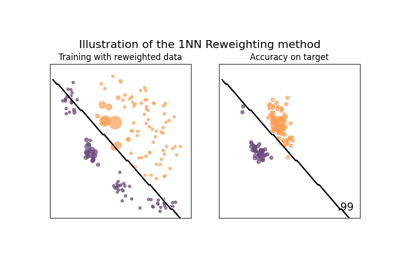 Illustration of the 1NN Reweighting method
Training with reweighted data
Accuracy on target
.99